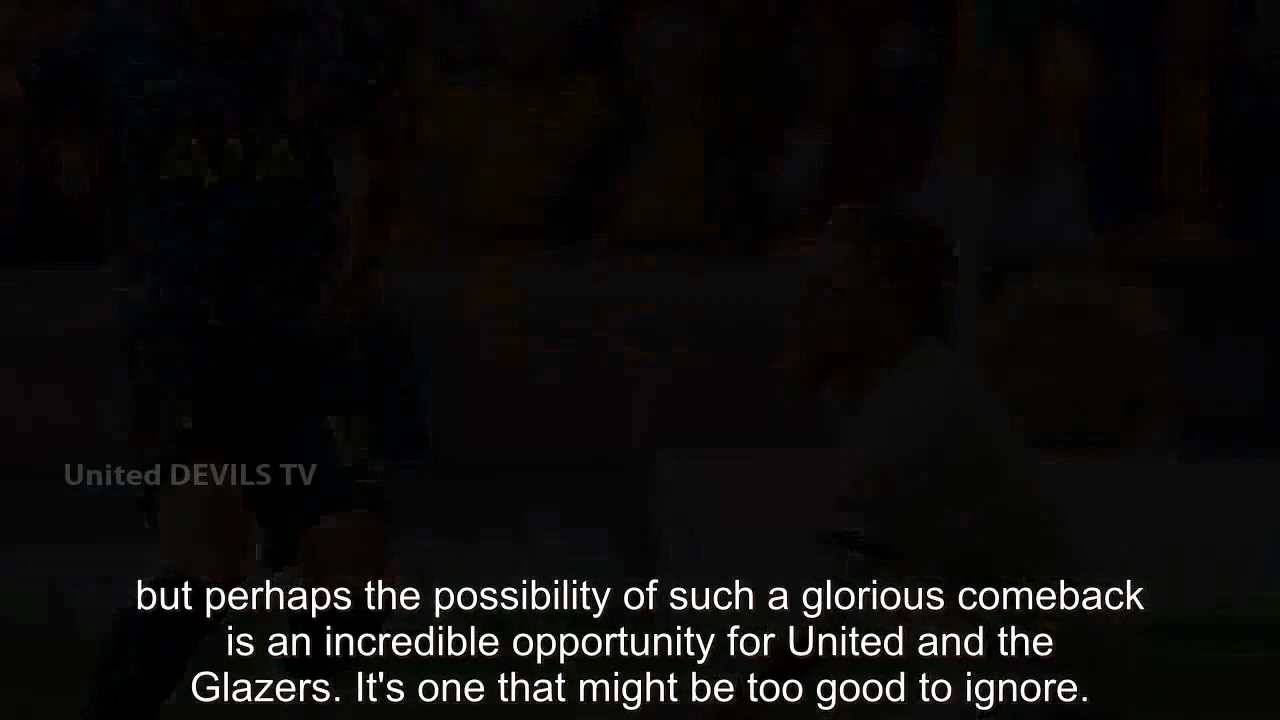 United DEVILS TV
but perhaps the possibility of such a glorious comeback
is an incredible opportunity for United and the
Glazers. It's one that might be too good to ignore.